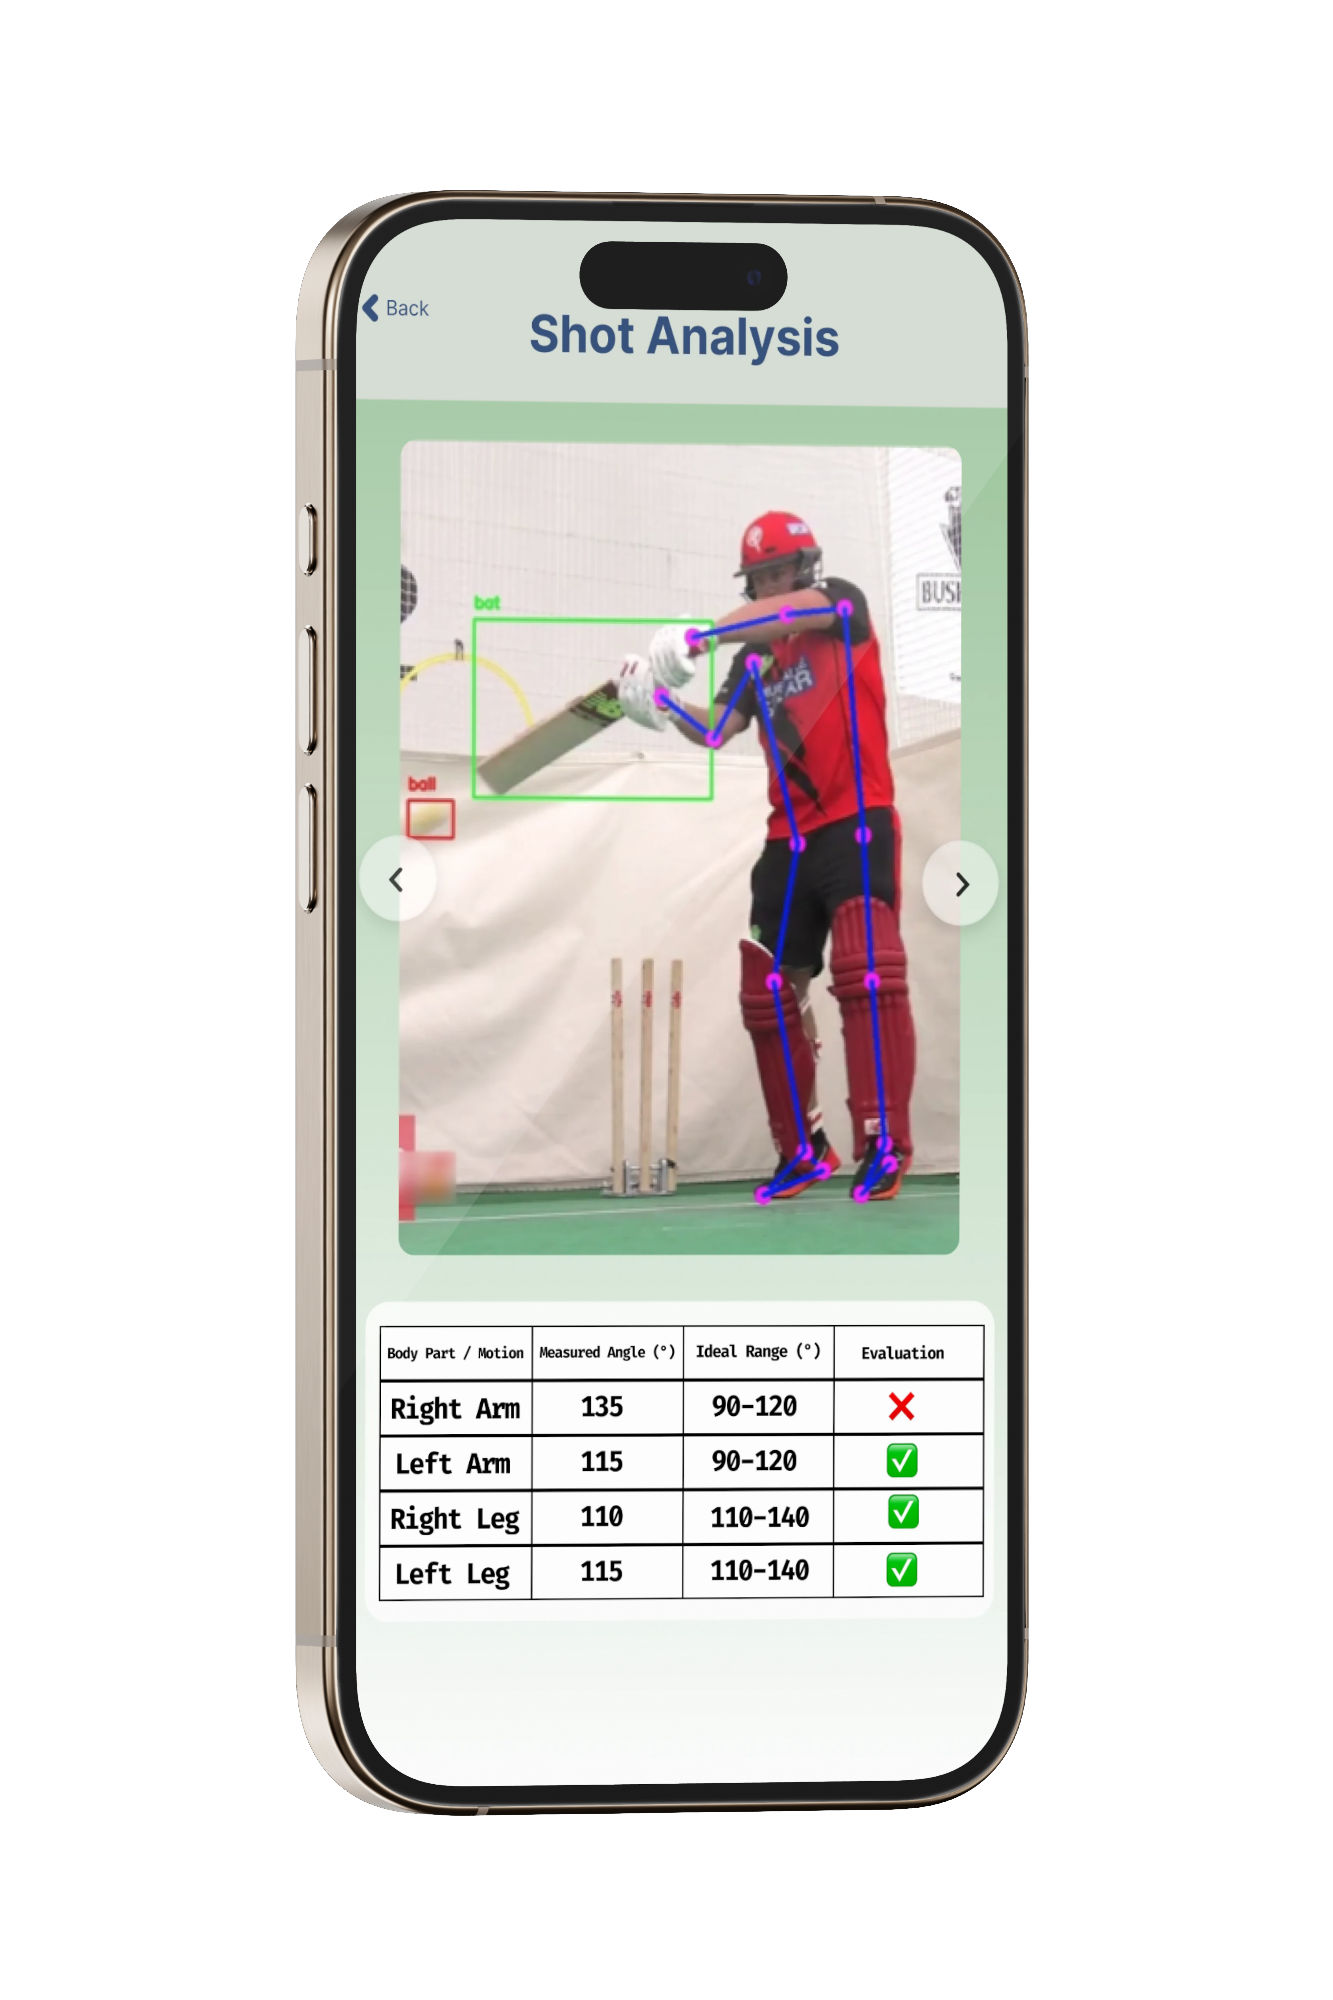 Back
Shot Analysis
bat
ball
Body Part / Motion Measured Angle (°) Ideal Range (°) Evaluation
Right Arm 135 90-120 ❌
Left Arm 115 90-120 ✅
Right Leg 110 110-140 ✅
Left Leg 115 110-140 ✅